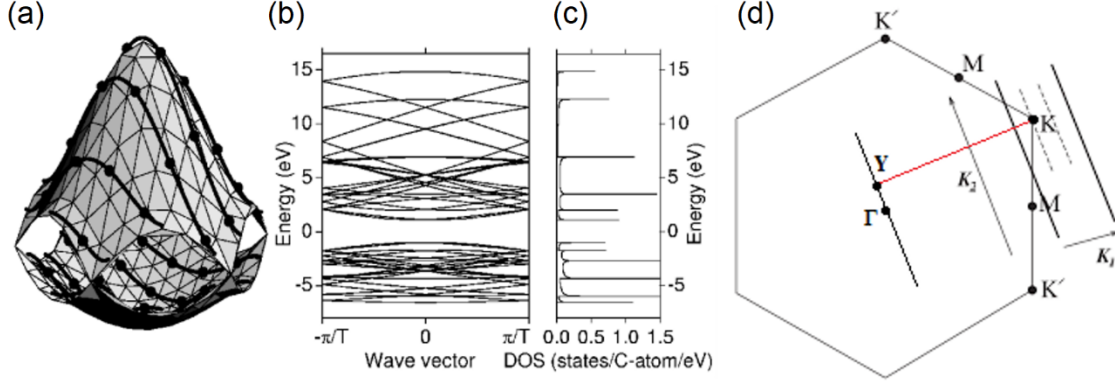 (a)
(b)
(c)
(d)
Energy (eV)
15
10
5
0
-5
-π/T
0
π/T
Wave vector
15
10
5
0
-5
Energy (eV)
0.0 0.5 1.0 1.5
DOS (states/C-atom/eV)
K′
M
K
Y
K₂
Γ
M
K₁
K′